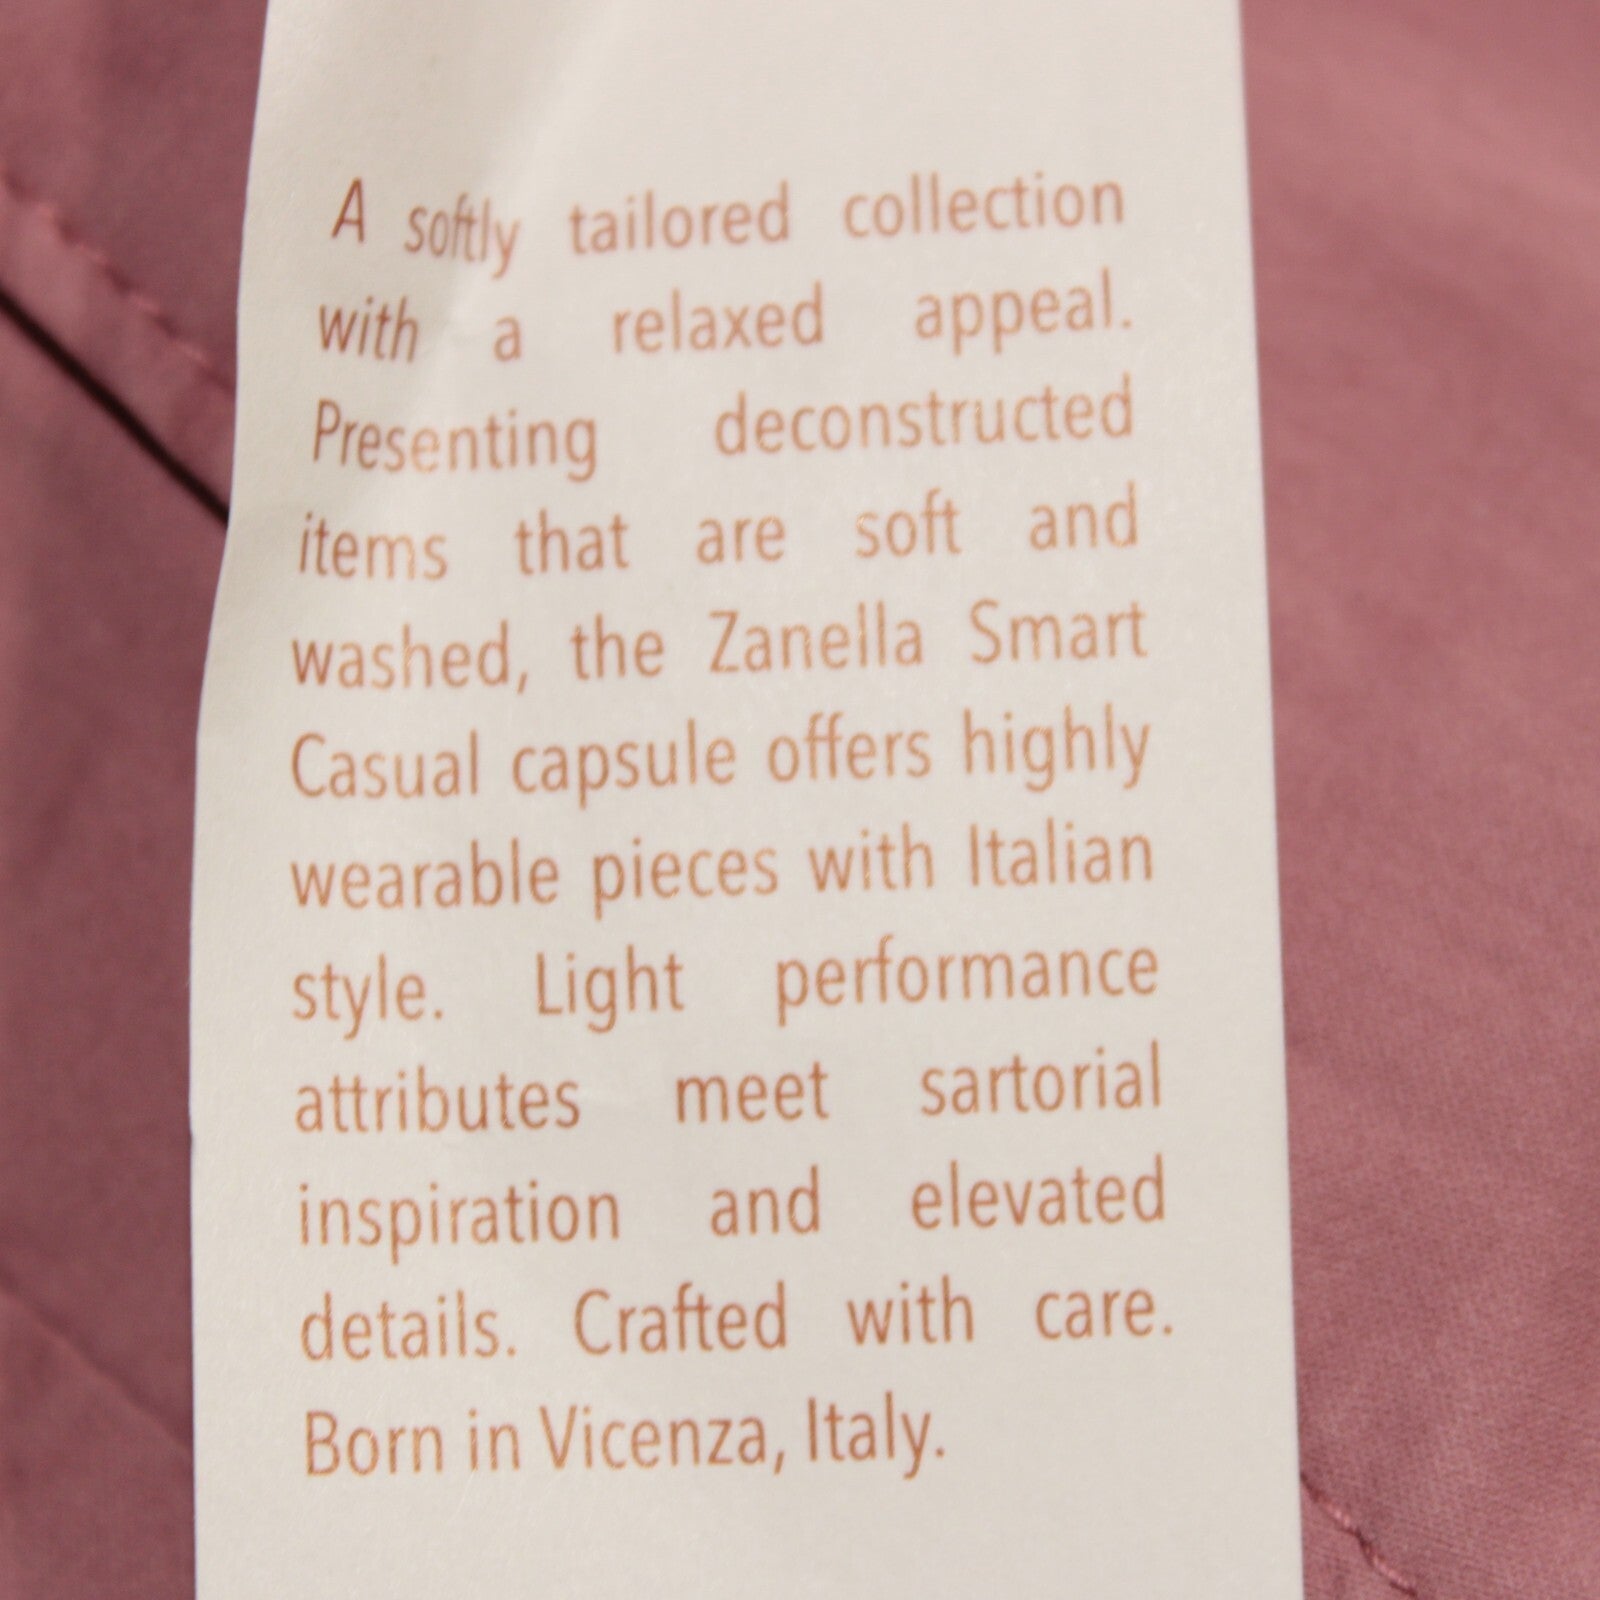 A softly tailored collection
with a relaxed appeal.
Presenting deconstructed
items that are soft and
washed, the Zanella Smart
Casual capsule offers highly
wearable pieces with Italian
style. Light performance
attributes meet sartorial
inspiration and elevated
details. Crafted with care.
Born in Vicenza, Italy.